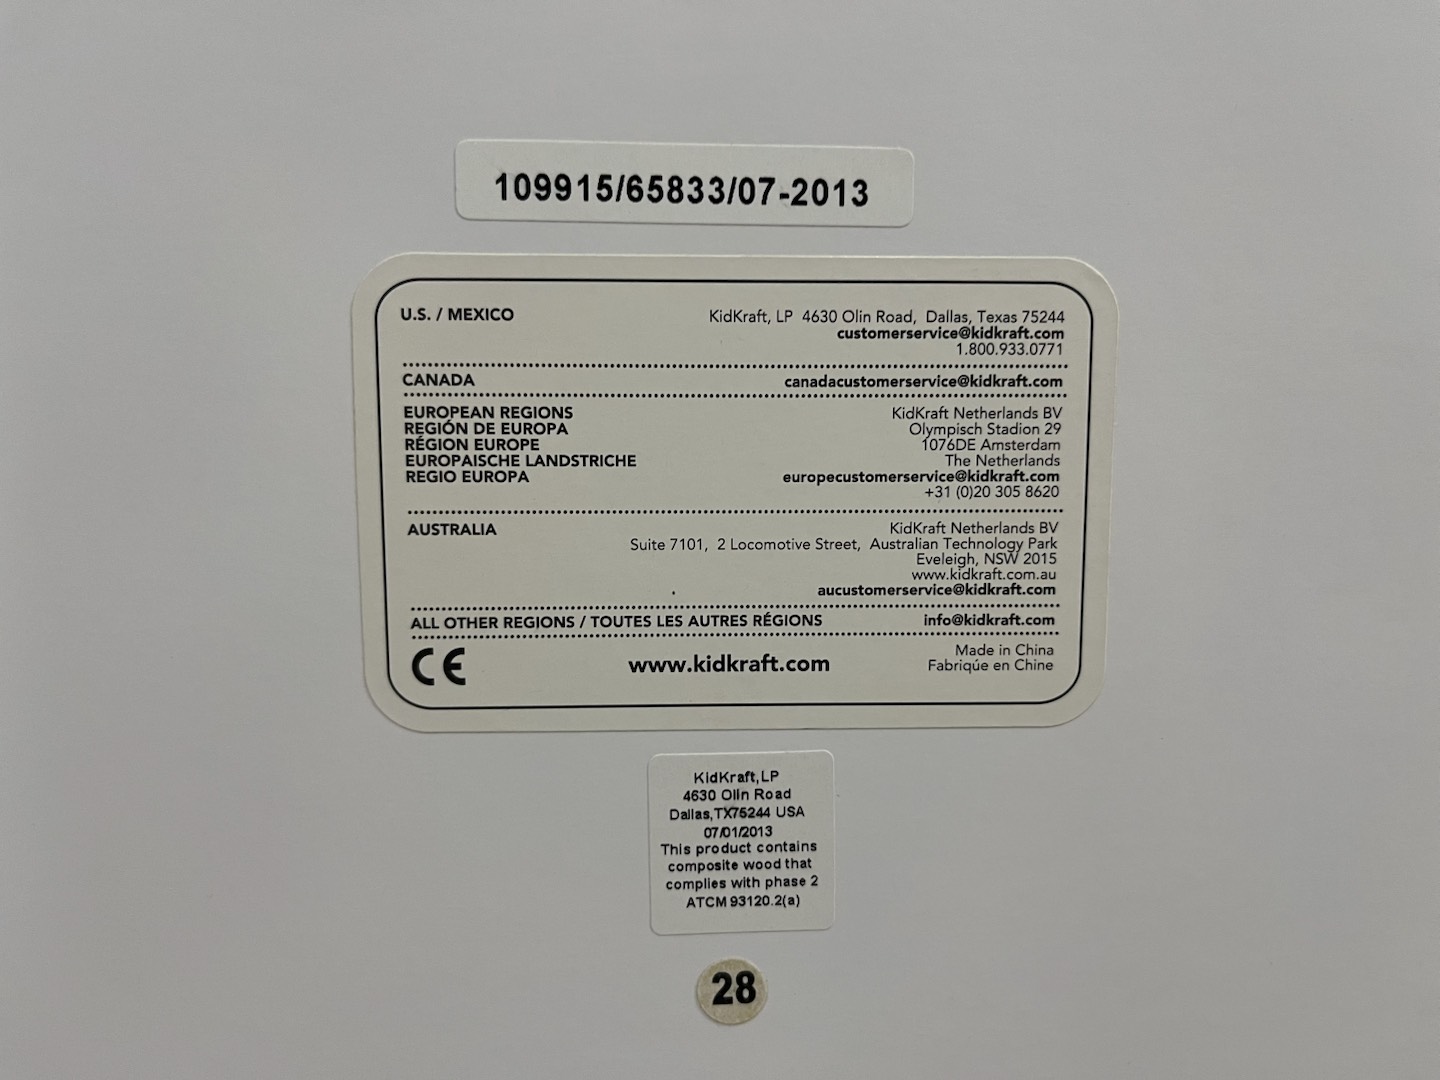 109915/65833/07-2013
U.S. / MEXICO KidKraft, LP 4630 Olin Road, Dallas, Texas 75244
customerservice@kidkraft.com
1.800.933.0771
CANADA canadacustomerservice@kidkraft.com
EUROPEAN REGIONS KidKraft Netherlands BV
REGIÓN DE EUROPA Olympisch Stadion 29
RÉGION EUROPE 1076DE Amsterdam
EUROPAISCHE LANDSTRICHE The Netherlands
REGIO EUROPA europecustomerservice@kidkraft.com
+31 (0)20 305 8620
AUSTRALIA KidKraft Netherlands BV
Suite 7101, 2 Locomotive Street, Australian Technology Park
Eveleigh, NSW 2015
www.kidkraft.com.au
aucustomerservice@kidkraft.com
ALL OTHER REGIONS / TOUTES LES AUTRES RÉGIONS info@kidkraft.com
CE www.kidkraft.com Made in China
Fabriqúe en Chine
KidKraft,LP
4630 Olin Road
Dallas,TX75244 USA
07/01/2013
This product contains
composite wood that
complies with phase 2
ATCM 93120.2(a)
28